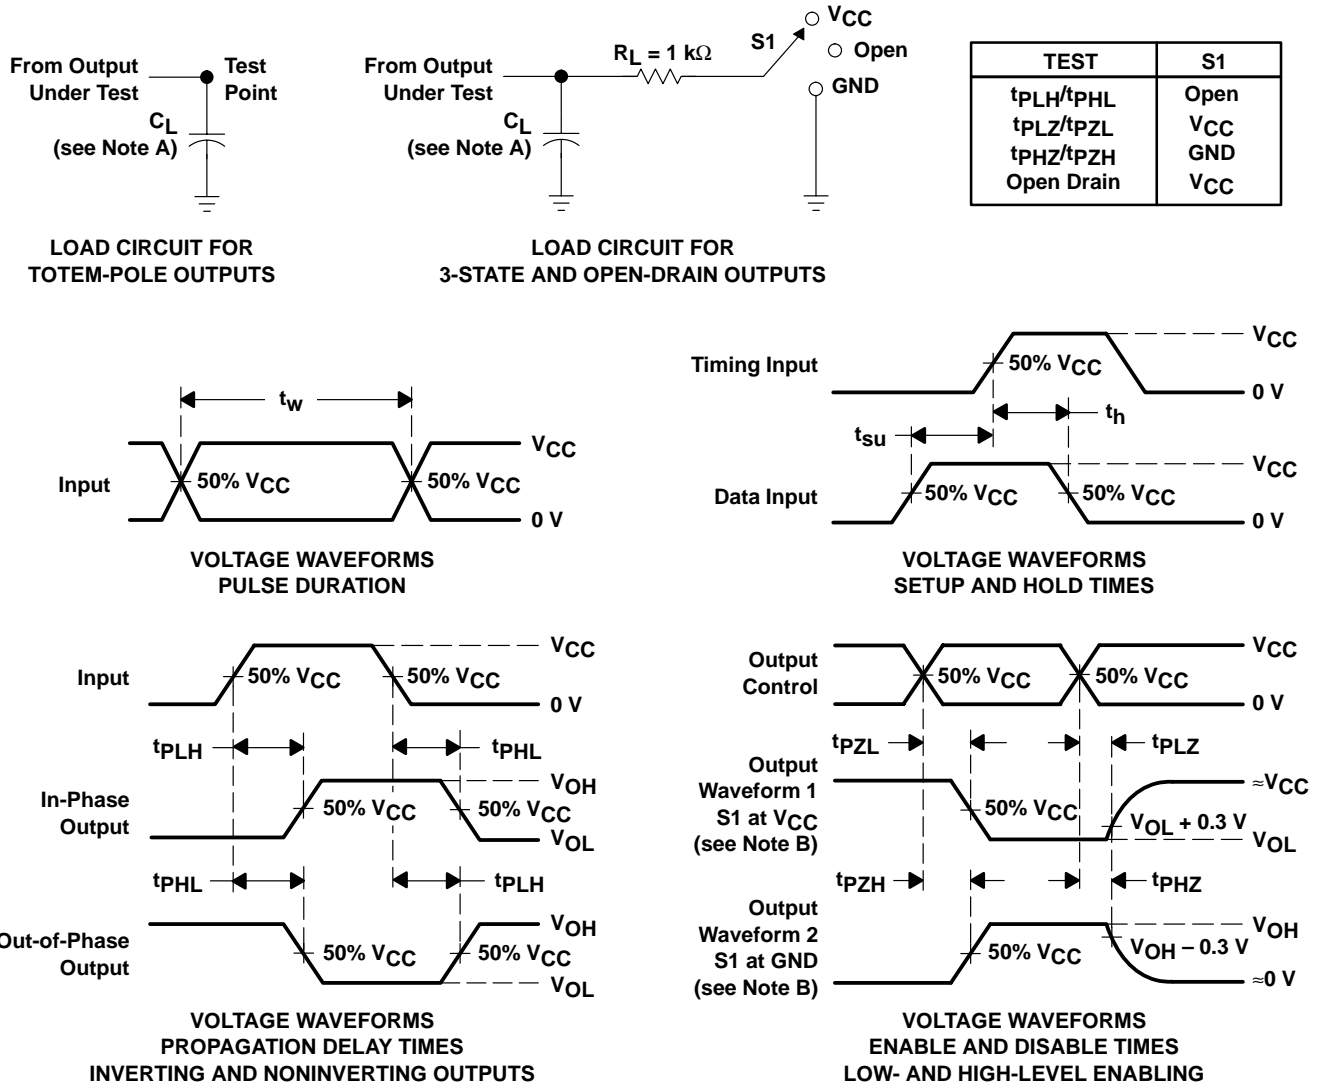 From Output
Under Test
Test
Point
CL
(see Note A)
LOAD CIRCUIT FOR
TOTEM-POLE OUTPUTS
From Output
Under Test
CL
(see Note A)
RL = 1 kΩ
S1
VCC
Open
GND
LOAD CIRCUIT FOR
3-STATE AND OPEN-DRAIN OUTPUTS
TEST S1
tPLH/tPHL Open
tPLZ/tPZL VCC
tPHZ/tPZH GND
Open Drain VCC
tw
Input
50% VCC
50% VCC
VCC
0 V
VOLTAGE WAVEFORMS
PULSE DURATION
Timing Input
50% VCC
VCC
0 V
th
tsu
Data Input
50% VCC
50% VCC
VCC
0 V
VOLTAGE WAVEFORMS
SETUP AND HOLD TIMES
Input
50% VCC
50% VCC
VCC
0 V
tPLH
tPHL
In-Phase
Output
50% VCC
50% VCC
VOH
VOL
tPHL
tPLH
Out-of-Phase
Output
50% VCC
50% VCC
VOH
VOL
VOLTAGE WAVEFORMS
PROPAGATION DELAY TIMES
INVERTING AND NONINVERTING OUTPUTS
Output
Control
50% VCC
50% VCC
VCC
0 V
tPZL
tPLZ
Output
Waveform 1
S1 at VCC
(see Note B)
50% VCC
VOL + 0.3 V
≈VCC
VOL
tPZH
tPHZ
Output
Waveform 2
S1 at GND
(see Note B)
50% VCC
VOH − 0.3 V
VOH
≈0 V
VOLTAGE WAVEFORMS
ENABLE AND DISABLE TIMES
LOW- AND HIGH-LEVEL ENABLING